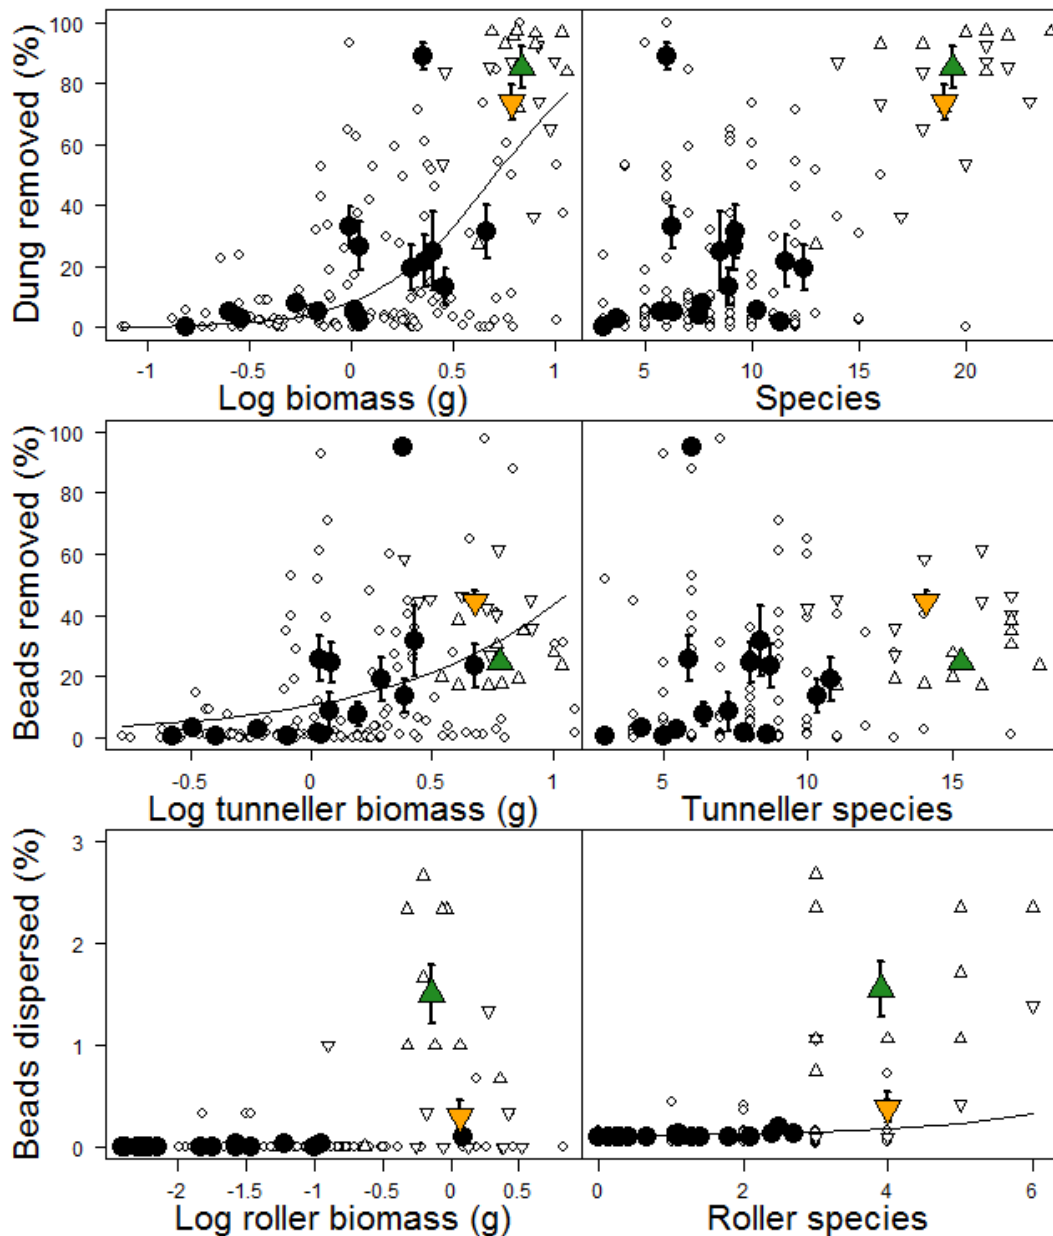 100
80
60
40
20
0
Dung removed (%)
-1 -0.5 0 0.5 1 5 10 15 20
Log biomass (g) Species
100
80
60
40
20
0
Beads removed (%)
-0.5 0 0.5 1 5 10 15
Log tunneller biomass (g) Tunneller species
3
2
1
0
Beads dispersed (%)
-2 -1.5 -1 -0.5 0 0.5 0 2 4 6
Log roller biomass (g) Roller species